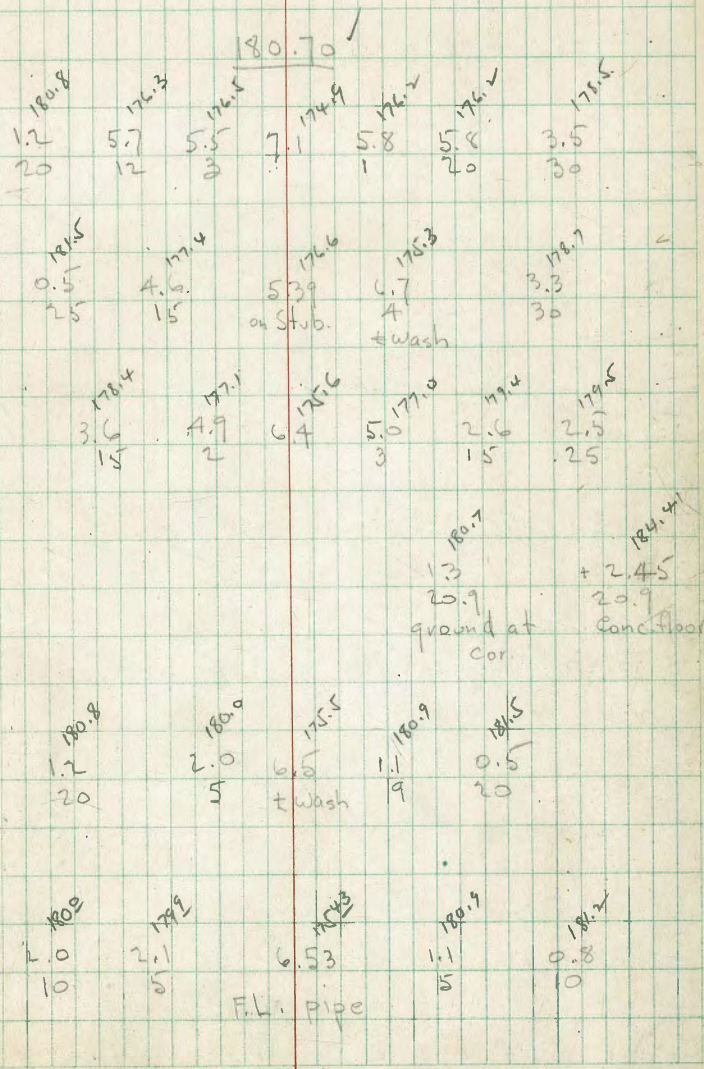 180.70 ✓
180.8 176.3 176.5 174.9 176.2 176.2 178.5
1.2 5.7 5.5 7.1 5.8 5.8 3.5
20 12 3 1 20 30
181.5 177.4 176.6 175.3 178.7
0.5 4.6 5.39 6.7 3.3
25 15 on Stub. 4 30
℄ Wash
178.4 177.1 175.6 177.0 179.4 179.5
3.6 4.9 6.4 5.0 2.6 2.5
15 2 3 15 25
180.7 184.41
1.3 + 2.45
20.9 20.9
ground at Conc. floor
cor.
180.8 180.0 175.5 180.9 181.5
1.2 2.0 6.5 1.1 0.5
20 5 ℄ Wash 19 20
180.0 179.9 175.43 180.9 181.2
2.0 2.1 6.53 1.1 0.8
10 5 5 10
F.L. pipe